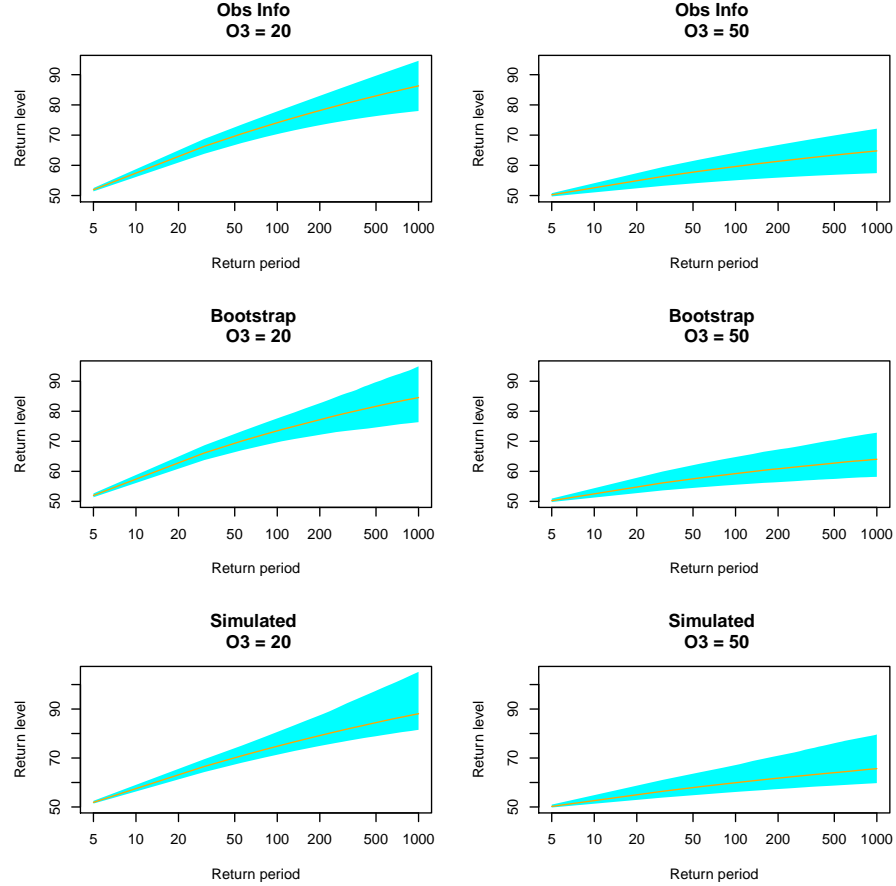 Obs Info
O3 = 20
Return level
50 60 70 80 90
5 10 20 50 100 200 500 1000
Return period
Obs Info
O3 = 50
Return level
50 60 70 80 90
5 10 20 50 100 200 500 1000
Return period
Bootstrap
O3 = 20
Return level
50 60 70 80 90
5 10 20 50 100 200 500 1000
Return period
Bootstrap
O3 = 50
Return level
50 60 70 80 90
5 10 20 50 100 200 500 1000
Return period
Simulated
O3 = 20
Return level
50 70 90
5 10 20 50 100 200 500 1000
Return period
Simulated
O3 = 50
Return level
50 70 90
5 10 20 50 100 200 500 1000
Return period